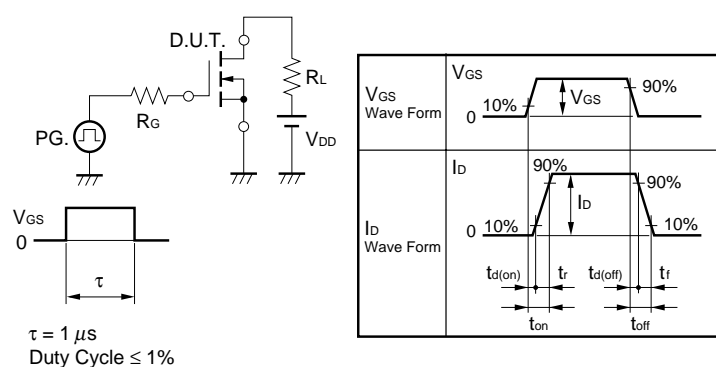 D.U.T.
RL
RG
PG.
VDD
VGS
0
τ
τ = 1 μs
Duty Cycle ≤ 1%
VGS
Wave Form
VGS
10%
0
VGS
90%
ID
Wave Form
ID
90%
90%
0 10%
ID
10%
td(on) tr td(off) tf
ton toff